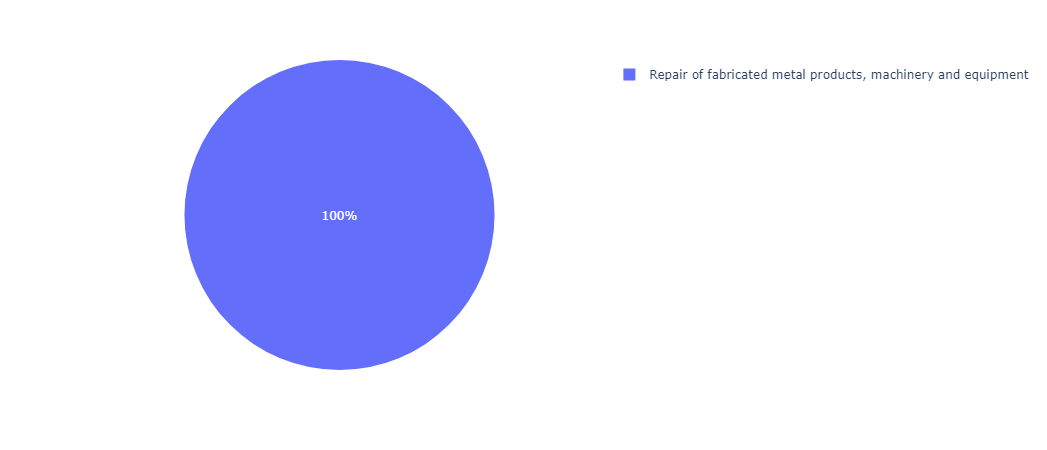 Repair of fabricated metal products, machinery and equipment
100%